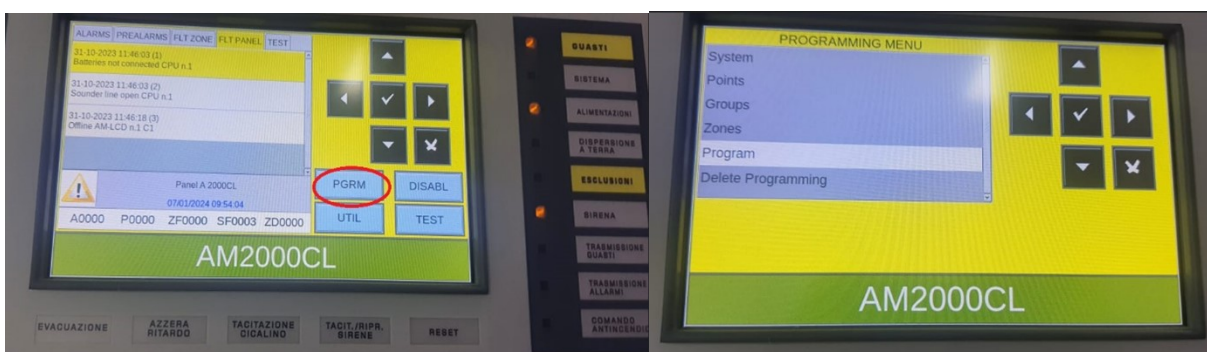 ALARMS PREALARMS FLT ZONE FLT PANEL TEST
31-10-2023 11:46:03 (1)
Batteries not connected CPU n.1
31-10-2023 11:46:03 (2)
Sounder line open CPU n.1
31-10-2023 11:46:18 (3)
Offline AM-LCD n.1 C1
Panel A 2000CL
07/01/2024 09:54:04
A0000 P0000 ZF0000 SF0003 ZD0000
PGRM DISABL
UTIL TEST
AM2000CL
EVACUAZIONE
AZZERA
RITARDO
TACITAZIONE
CICALINO
TACIT./RIPR.
SIRENE
RESET
GUASTI
SISTEMA
ALIMENTAZIONI
DISPERSIONE
A TERRA
ESCLUSIONI
SIRENA
TRASMISSIONE
GUASTI
TRASMISSIONE
ALLARMI
COMANDO
ANTINCENDIO
PROGRAMMING MENU
System
Points
Groups
Zones
Program
Delete Programming
AM2000CL